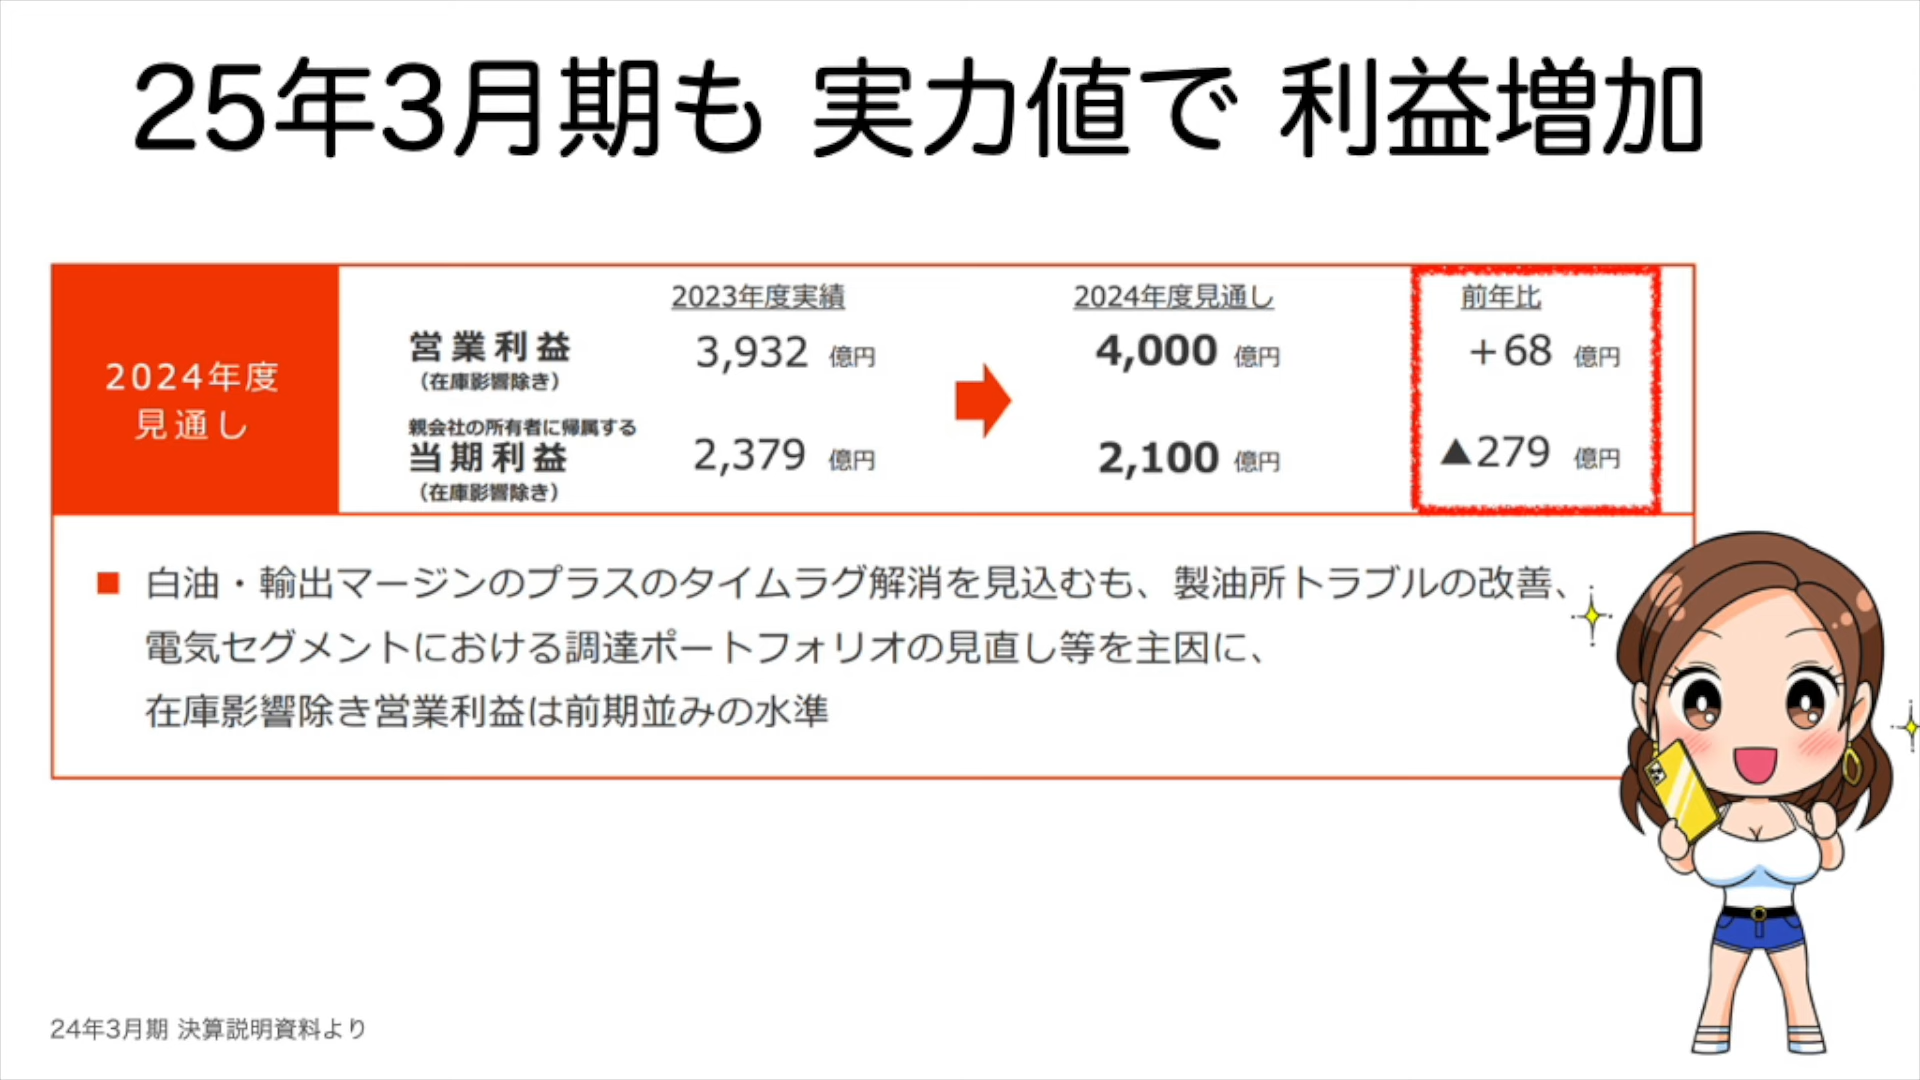 25年3月期も 実力値で 利益増加
2024年度
見通し
2023年度実績
2024年度見通し
前年比
営業利益
（在庫影響除き）
3,932 億円
4,000 億円
＋68 億円
親会社の所有者に帰属する
当期利益
（在庫影響除き）
2,379 億円
2,100 億円
▲279 億円
■ 白油・輸出マージンのプラスのタイムラグ解消を見込むも、製油所トラブルの改善、
電気セグメントにおける調達ポートフォリオの見直し等を主因に、
在庫影響除き営業利益は前期並みの水準
24年3月期 決算説明資料より